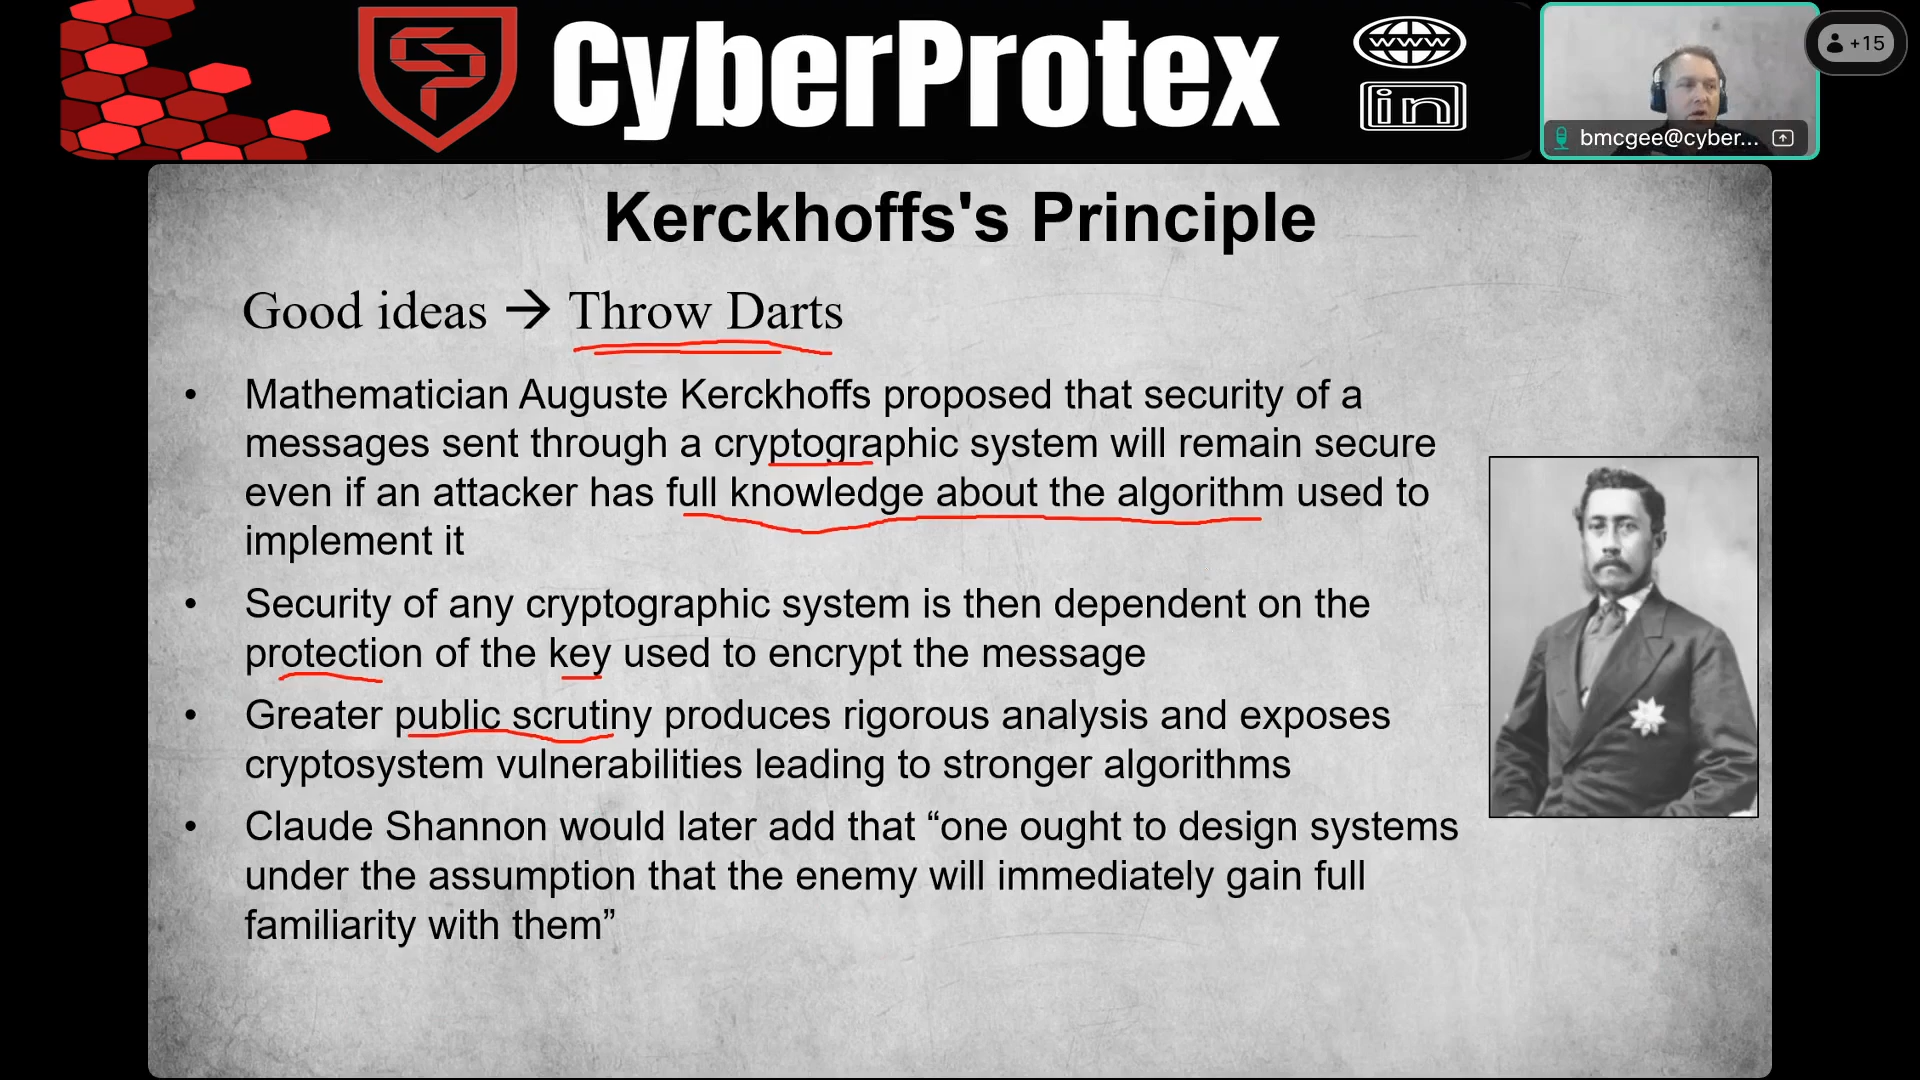 CyberProtex
www
in
+15
bmcgee@cyber...
Kerckhoffs's Principle
Good ideas → Throw Darts
• Mathematician Auguste Kerckhoffs proposed that security of a
messages sent through a cryptographic system will remain secure
even if an attacker has full knowledge about the algorithm used to
implement it
• Security of any cryptographic system is then dependent on the
protection of the key used to encrypt the message
• Greater public scrutiny produces rigorous analysis and exposes
cryptosystem vulnerabilities leading to stronger algorithms
• Claude Shannon would later add that “one ought to design systems
under the assumption that the enemy will immediately gain full
familiarity with them”